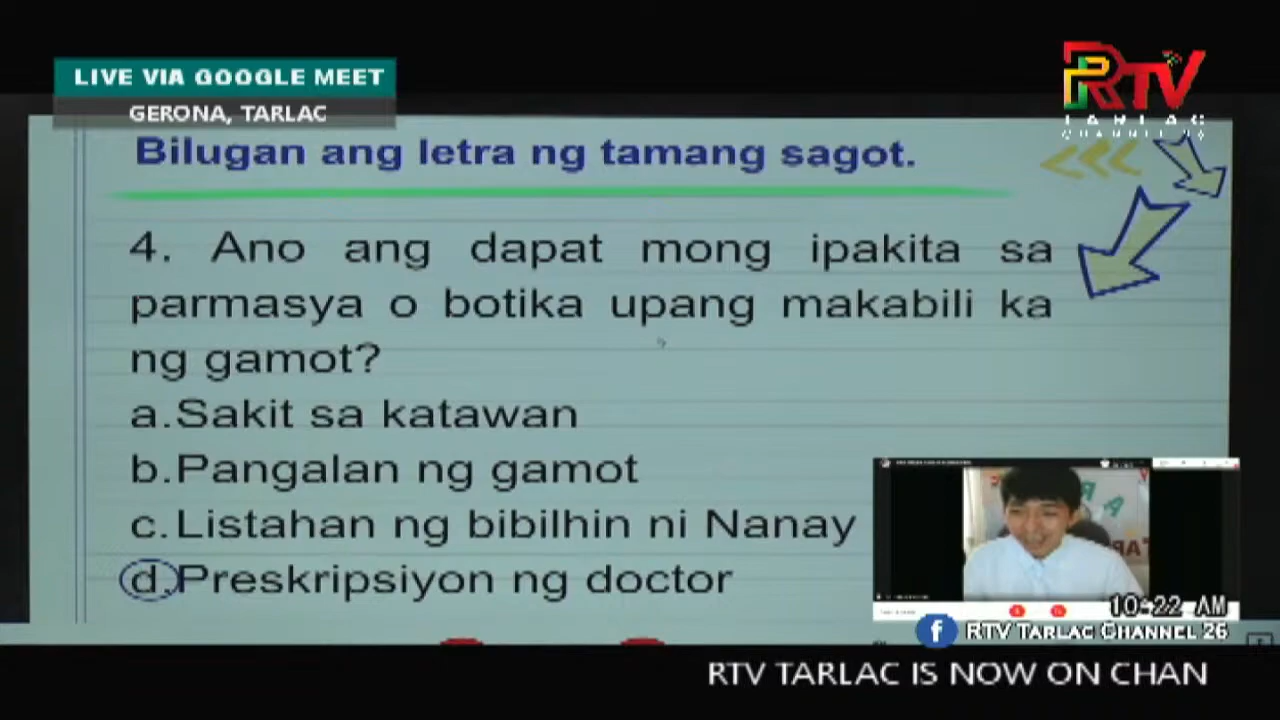 LIVE VIA GOOGLE MEET
GERONA, TARLAC
RTV
TARLAC
CHANNEL 26
Bilugan ang letra ng tamang sagot.
4. Ano ang dapat mong ipakita sa
parmasya o botika upang makabili ka
ng gamot?
a.Sakit sa katawan
b.Pangalan ng gamot
c.Listahan ng bibilhin ni Nanay
d.Preskripsiyon ng doctor
10:22 AM
f RTV TARLAC CHANNEL 26
RTV TARLAC IS NOW ON CHAN